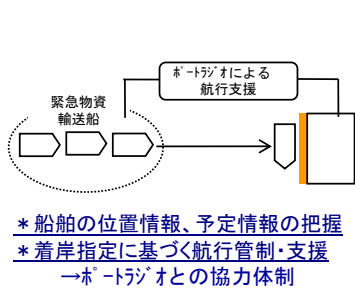 ﾎﾟｰﾄﾗｼﾞｵによる
航行支援
緊急物資
輸送船
＊船舶の位置情報、予定情報の把握
＊着岸指定に基づく航行管制・支援
→ﾎﾟｰﾄﾗｼﾞｵとの協力体制